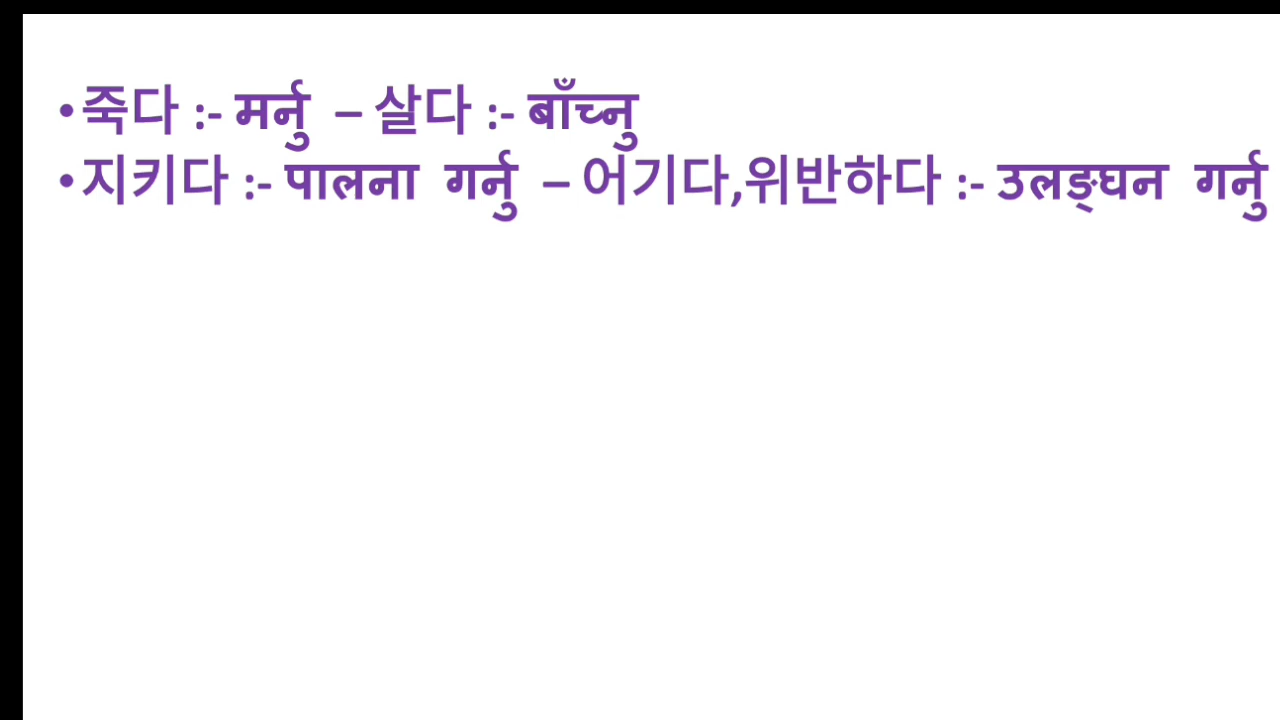 •죽다 :- मर्नु – 살다 :- बाँच्नु
•지키다 :- पालना गर्नु – 어기다,위반하다 :- उलङ्घन गर्नु